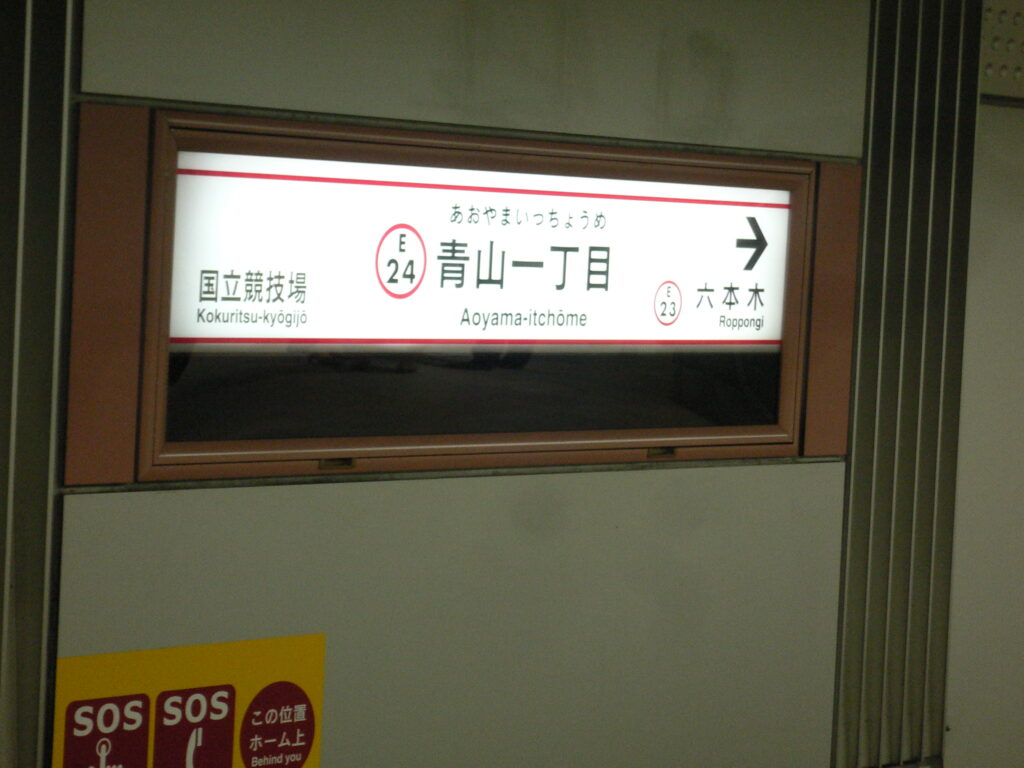 あおやまいっちょうめ
E
24
青山一丁目
Aoyama-itchōme
国立競技場
Kokuritsu-kyōgijō
E
23
六本木
Roppongi
SOS
SOS
この位置
ホーム上
Behind you